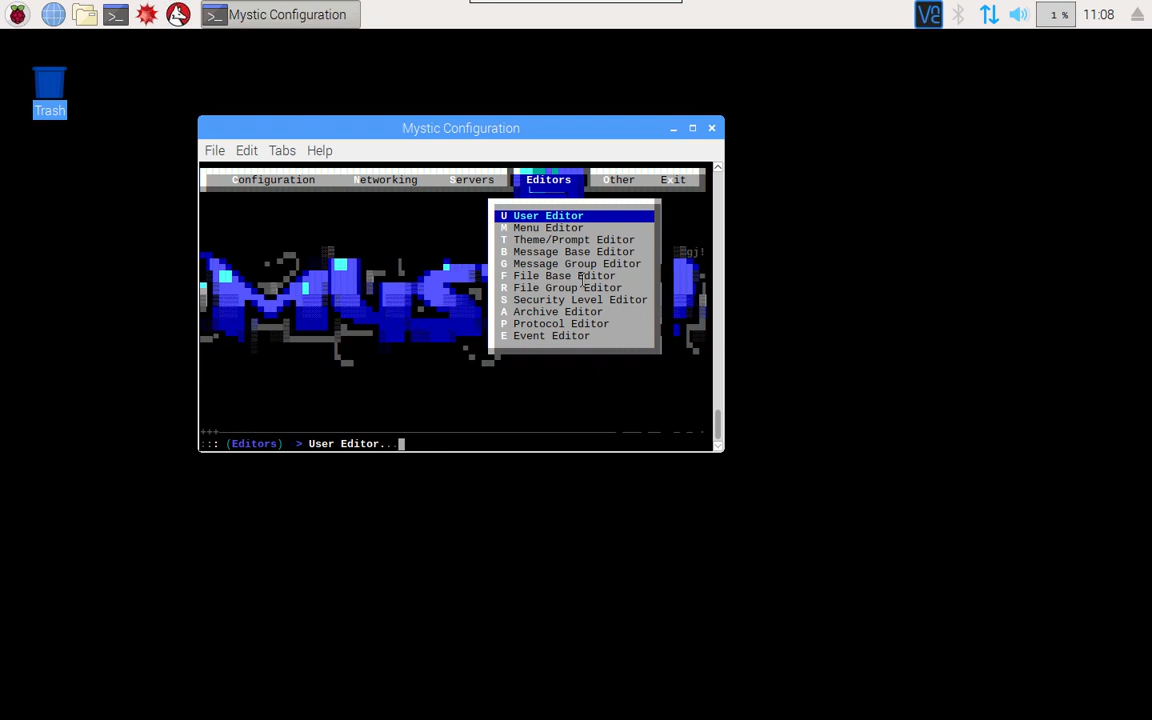 Mystic Configuration
1 %
11:08
Trash
Mystic Configuration
File Edit Tabs Help
Configuration Networking Servers Editors Other Exit
U User Editor
M Menu Editor
T Theme/Prompt Editor
B Message Base Editor
G Message Group Editor
F File Base Editor
R File Group Editor
S Security Level Editor
A Archive Editor
P Protocol Editor
E Event Editor
gj!
::: (Editors) > User Editor...